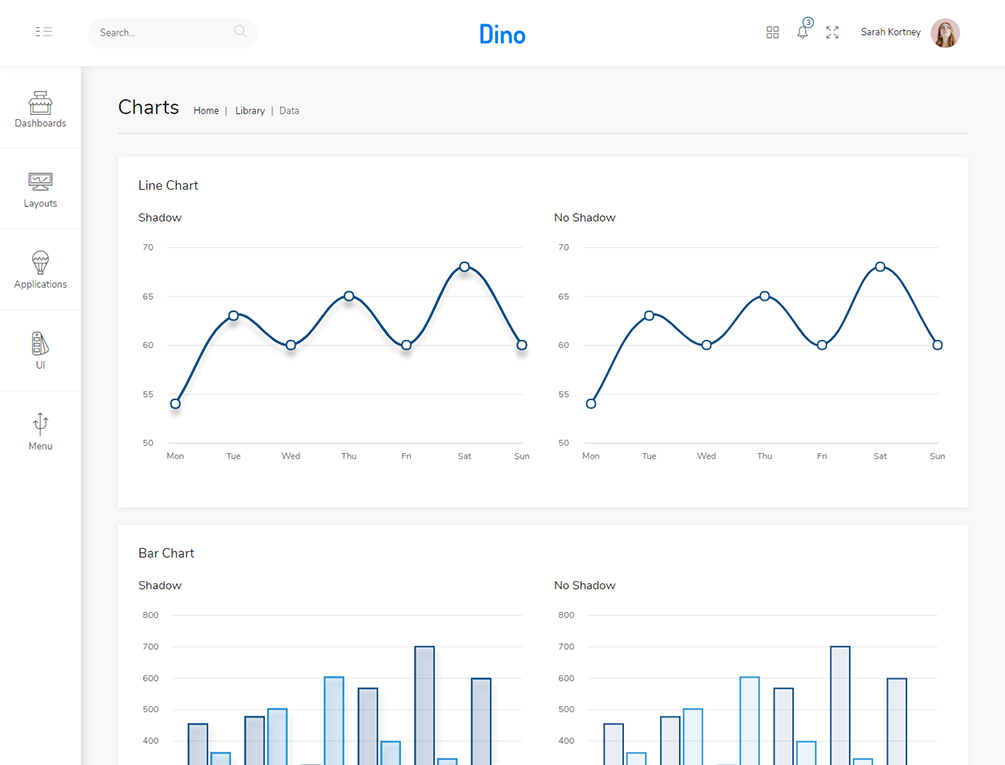 Search...
Dino
3
Sarah Kortney
Dashboards
Layouts
Applications
UI
Menu
Charts Home | Library | Data
Line Chart
Shadow
70
65
60
55
50
Mon Tue Wed Thu Fri Sat Sun
No Shadow
70
65
60
55
50
Mon Tue Wed Thu Fri Sat Sun
Bar Chart
Shadow
800
700
600
500
400
No Shadow
800
700
600
500
400